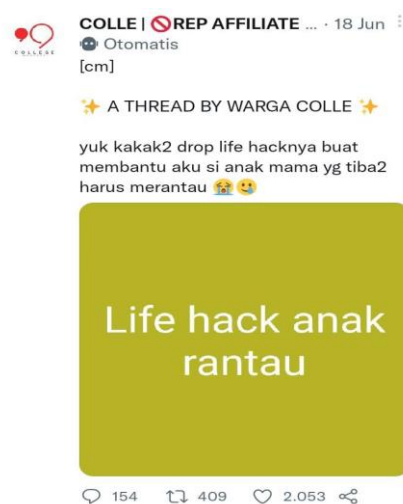 COLLE | 🚫REP AFFILIATE ... · 18 Jun
Otomatis
[cm]
✨ A THREAD BY WARGA COLLE ✨
yuk kakak2 drop life hacknya buat
membantu aku si anak mama yg tiba2
harus merantau 😭🥲
Life hack anak
rantau
154 409 2.053
COLLEGE